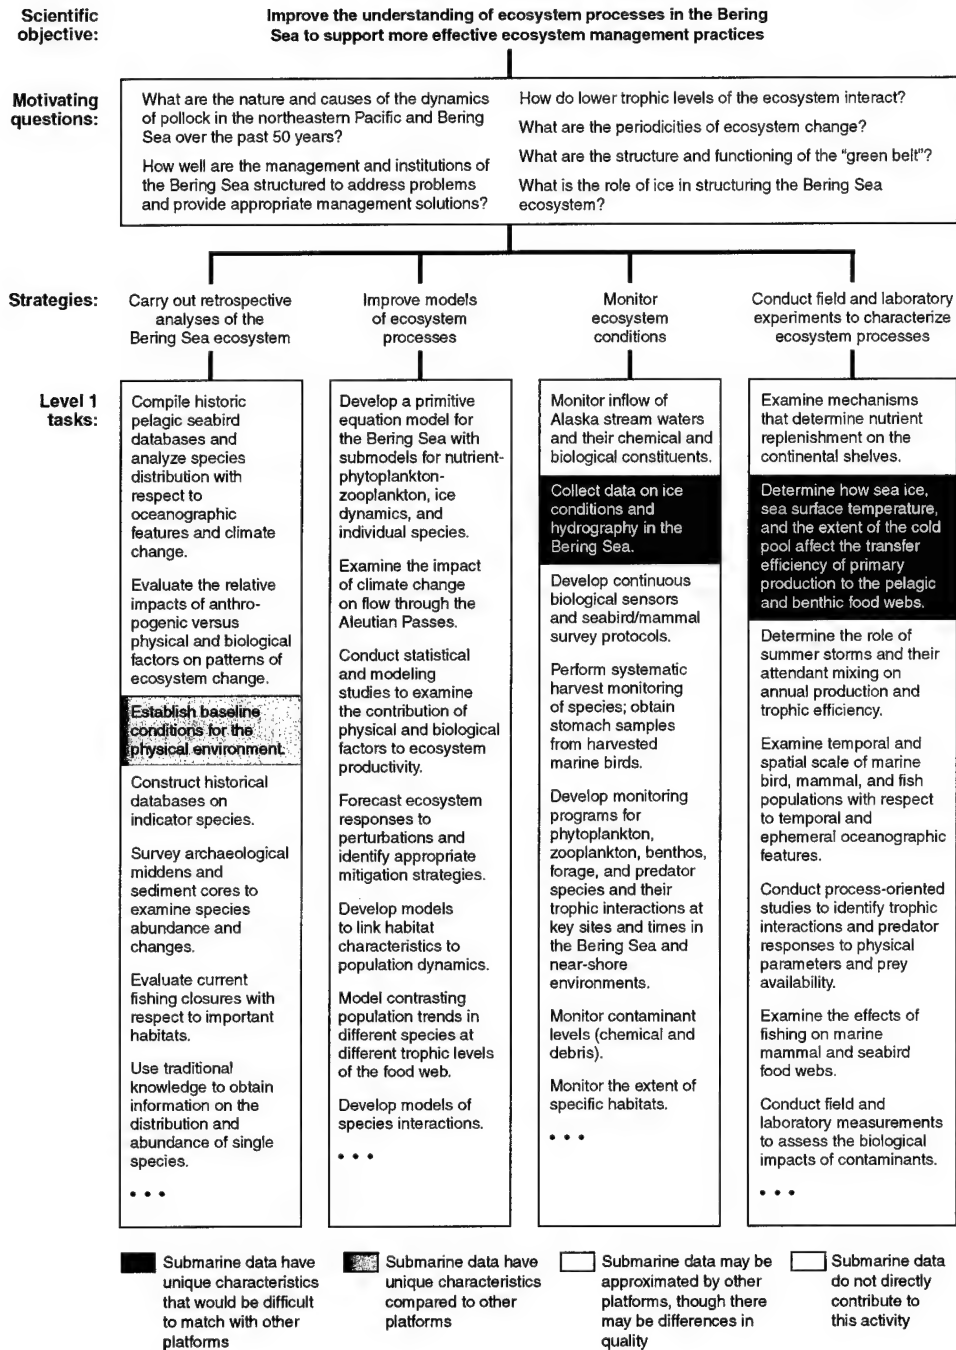 Scientific objective:
Improve the understanding of ecosystem processes in the Bering
Sea to support more effective ecosystem management practices
Motivating questions:
What are the nature and causes of the dynamics
of pollock in the northeastern Pacific and Bering
Sea over the past 50 years?
How well are the management and institutions of
the Bering Sea structured to address problems
and provide appropriate management solutions?
How do lower trophic levels of the ecosystem interact?
What are the periodicities of ecosystem change?
What are the structure and functioning of the “green belt”?
What is the role of ice in structuring the Bering Sea
ecosystem?
Strategies:
Carry out retrospective
analyses of the
Bering Sea ecosystem
Improve models
of ecosystem
processes
Monitor
ecosystem
conditions
Conduct field and laboratory
experiments to characterize
ecosystem processes
Level 1
tasks:
Compile historic
pelagic seabird
databases and
analyze species
distribution with
respect to
oceanographic
features and climate
change.
Evaluate the relative
impacts of anthro-
pogenic versus
physical and biological
factors on patterns of
ecosystem change.
Establish baseline
conditions for the
physical environment.
Construct historical
databases on
indicator species.
Survey archaeological
middens and
sediment cores to
examine species
abundance and
changes.
Evaluate current
fishing closures with
respect to important
habitats.
Use traditional
knowledge to obtain
information on the
distribution and
abundance of single
species.
• • •
Develop a primitive
equation model for
the Bering Sea with
submodels for nutrient-
phytoplankton-
zooplankton, ice
dynamics, and
individual species.
Examine the impact
of climate change
on flow through the
Aleutian Passes.
Conduct statistical
and modeling
studies to examine
the contribution of
physical and biological
factors to ecosystem
productivity.
Forecast ecosystem
responses to
perturbations and
identify appropriate
mitigation strategies.
Develop models
to link habitat
characteristics to
population dynamics.
Model contrasting
population trends in
different species at
different trophic levels
of the food web.
Develop models of
species interactions.
• • •
Monitor inflow of
Alaska stream waters
and their chemical and
biological constituents.
Collect data on ice
conditions and
hydrography in the
Bering Sea.
Develop continuous
biological sensors
and seabird/mammal
survey protocols.
Perform systematic
harvest monitoring
of species; obtain
stomach samples
from harvested
marine birds.
Develop monitoring
programs for
phytoplankton,
zooplankton, benthos,
forage, and predator
species and their
trophic interactions at
key sites and times in
the Bering Sea and
near-shore
environments.
Monitor contaminant
levels (chemical and
debris).
Monitor the extent of
specific habitats.
• • •
Examine mechanisms
that determine nutrient
replenishment on the
continental shelves.
Determine how sea ice,
sea surface temperature,
and the extent of the cold
pool affect the transfer
efficiency of primary
production to the pelagic
and benthic food webs.
Determine the role of
summer storms and their
attendant mixing on
annual production and
trophic efficiency.
Examine temporal and
spatial scale of marine
bird, mammal, and fish
populations with respect
to temporal and
ephemeral oceanographic
features.
Conduct process-oriented
studies to identify trophic
interactions and predator
responses to physical
parameters and prey
availability.
Examine the effects of
fishing on marine
mammal and seabird
food webs.
Conduct field and
laboratory measurements
to assess the biological
impacts of contaminants.
• • •
Submarine data have
unique characteristics
that would be difficult
to match with other
platforms
Submarine data have
unique characteristics
compared to other
platforms
Submarine data may be
approximated by other
platforms, though there
may be differences in
quality
Submarine data
do not directly
contribute to
this activity